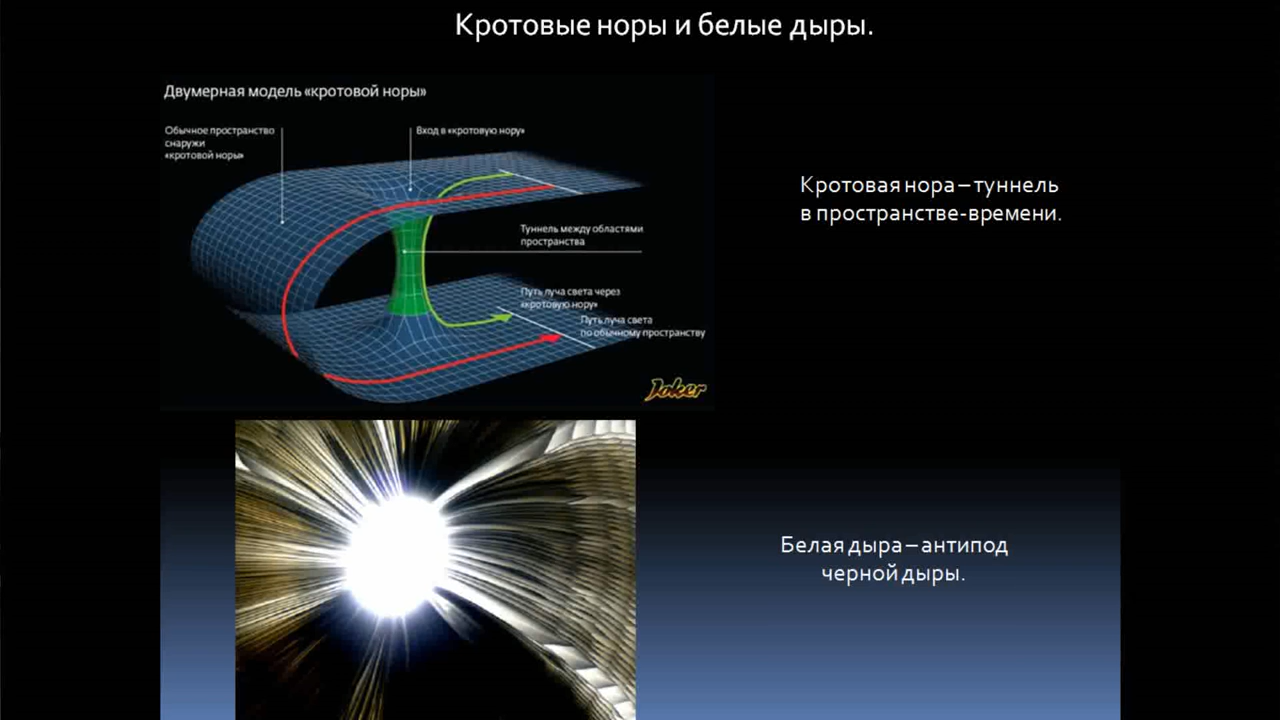 Кротовые норы и белые дыры.
Двумерная модель «кротовой норы»
Обычное пространство
снаружи
«кротовой норы»
Вход в «кротовую нору»
Кротовая нора – туннель
в пространстве-времени.
Туннель между областями
пространства
Путь луча света через
«кротовую нору»
Путь луча света
по обычному пространству
Joker
Белая дыра – антипод
черной дыры.